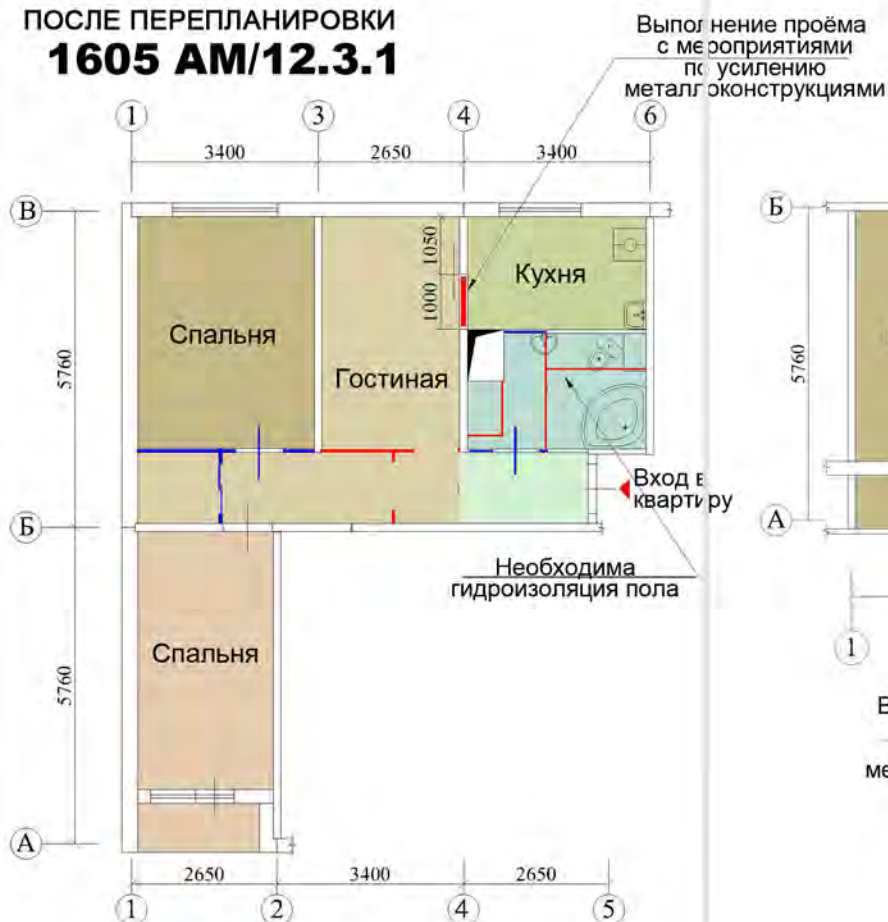 ПОСЛЕ ПЕРЕПЛАНИРОВКИ
1605 АМ/12.3.1
Выполнение проёма
с мероприятиями
по усилению
металлоконструкциями
1 3 4 6
3400 2650 3400
В
Б
1050
Кухня
1000
Спальня
Гостиная
5760
5760
Вход в
квартиру
Б
А
Необходима
гидроизоляция пола
1
Спальня
5760
В
ме
А
2650 3400 2650
1 2 4 5